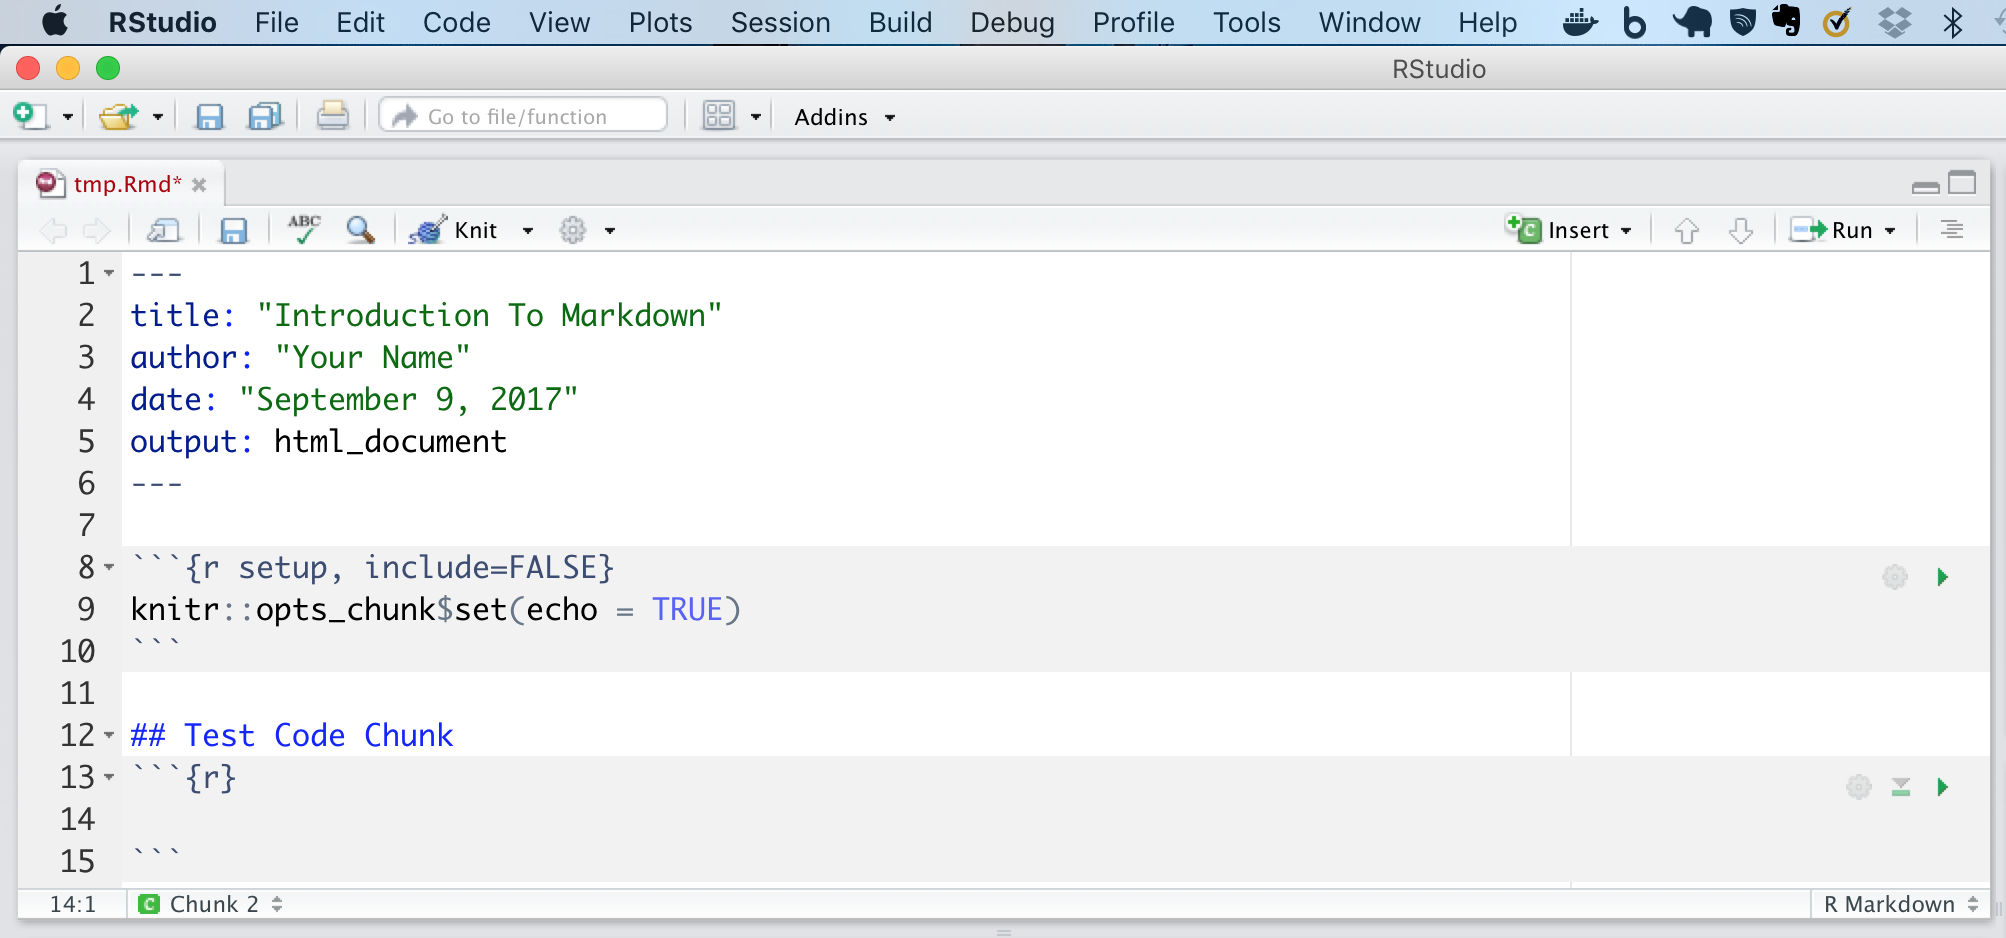 RStudio File Edit Code View Plots Session Build Debug Profile Tools Window Help
RStudio
Go to file/function Addins
tmp.Rmd*
ABC Knit Insert Run
1 ---
2 title: "Introduction To Markdown"
3 author: "Your Name"
4 date: "September 9, 2017"
5 output: html_document
6 ---
7
8 ```{r setup, include=FALSE}
9 knitr::opts_chunk$set(echo = TRUE)
10 ```
11
12 ## Test Code Chunk
13 ```{r}
14
15 ```
14:1 C Chunk 2 R Markdown